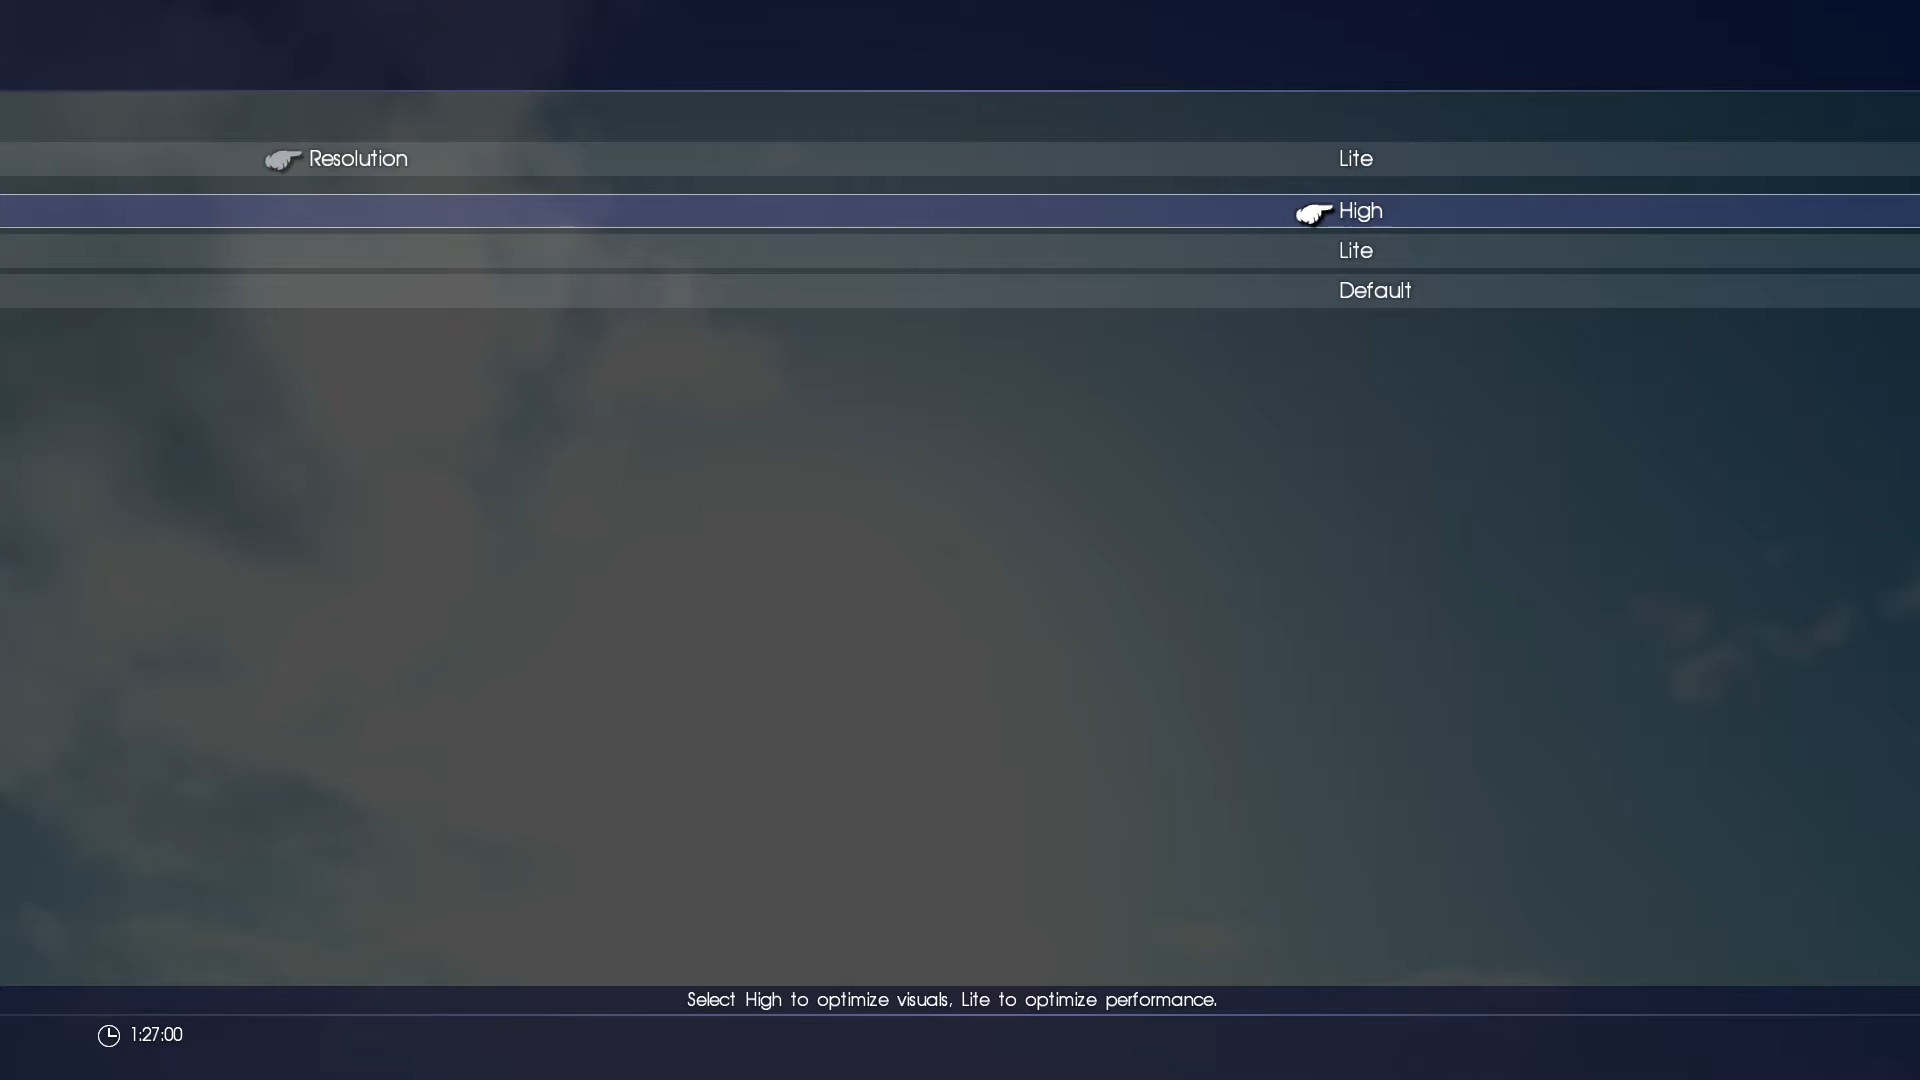 Resolution Lite
High
Lite
Default
Select High to optimize visuals, Lite to optimize performance.
1:27:00